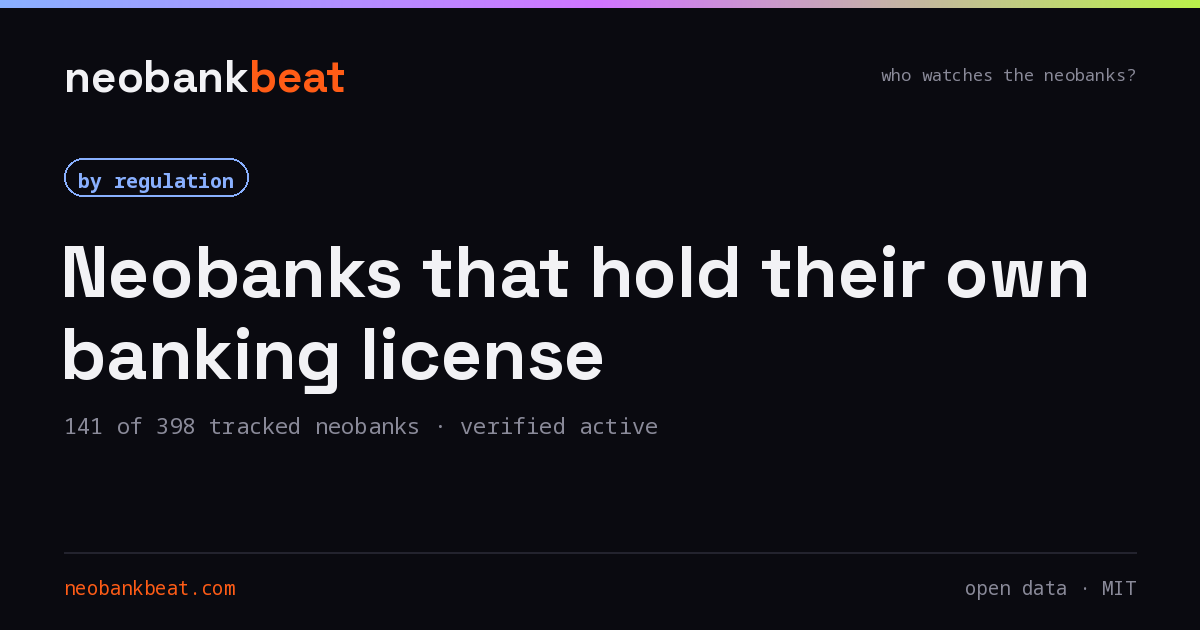 neobankbeat
who watches the neobanks?
by regulation
Neobanks that hold their own
banking license
141 of 398 tracked neobanks · verified active
neobankbeat.com
open data · MIT